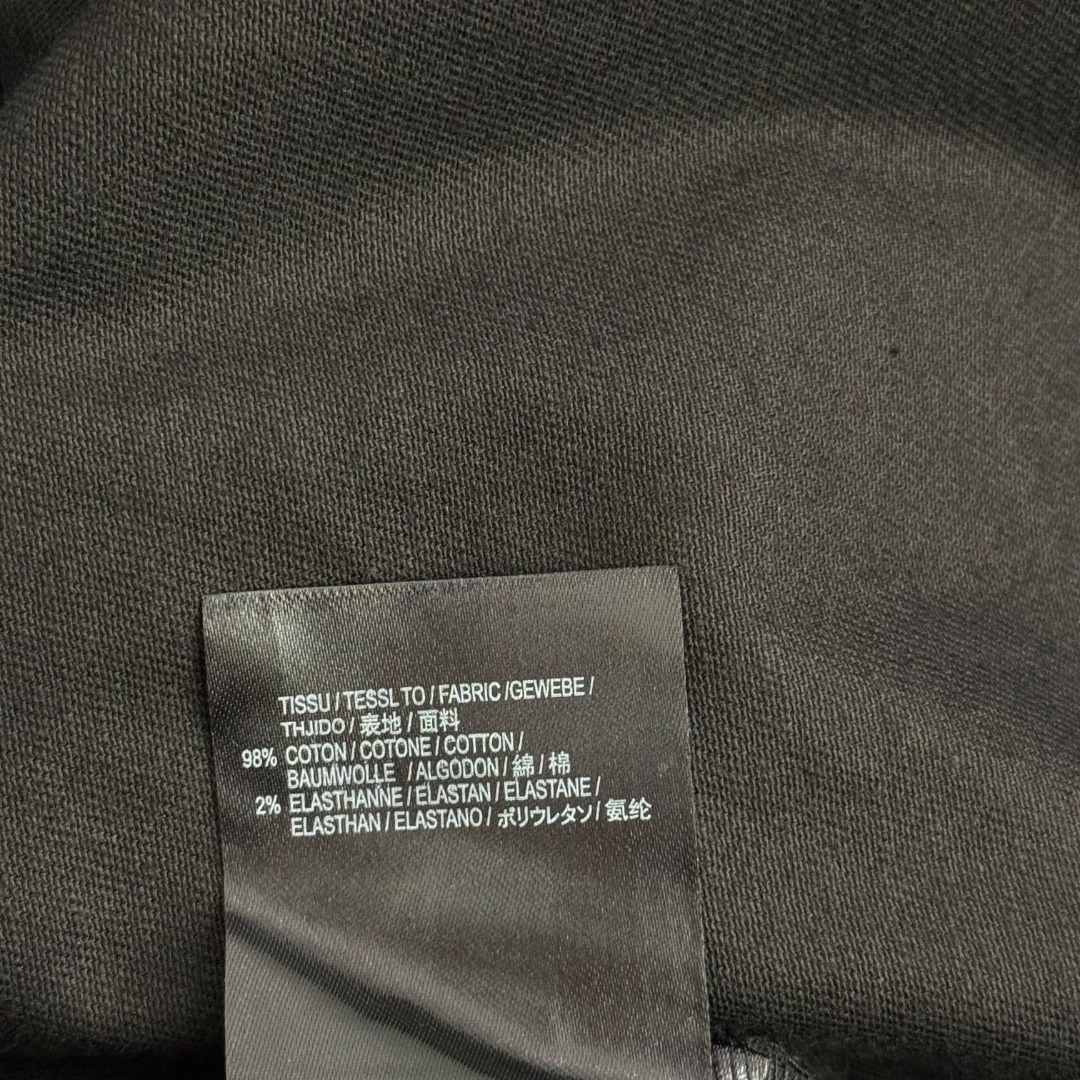 TISSU / TESSL TO / FABRIC /GEWEBE /
THJIDO / 表地 / 面料
98% COTON / COTONE / COTTON /
BAUMWOLLE / ALGODON / 綿 / 棉
2% ELASTHANNE / ELASTAN / ELASTANE /
ELASTHAN / ELASTANO / ポリウレタン / 氨纶